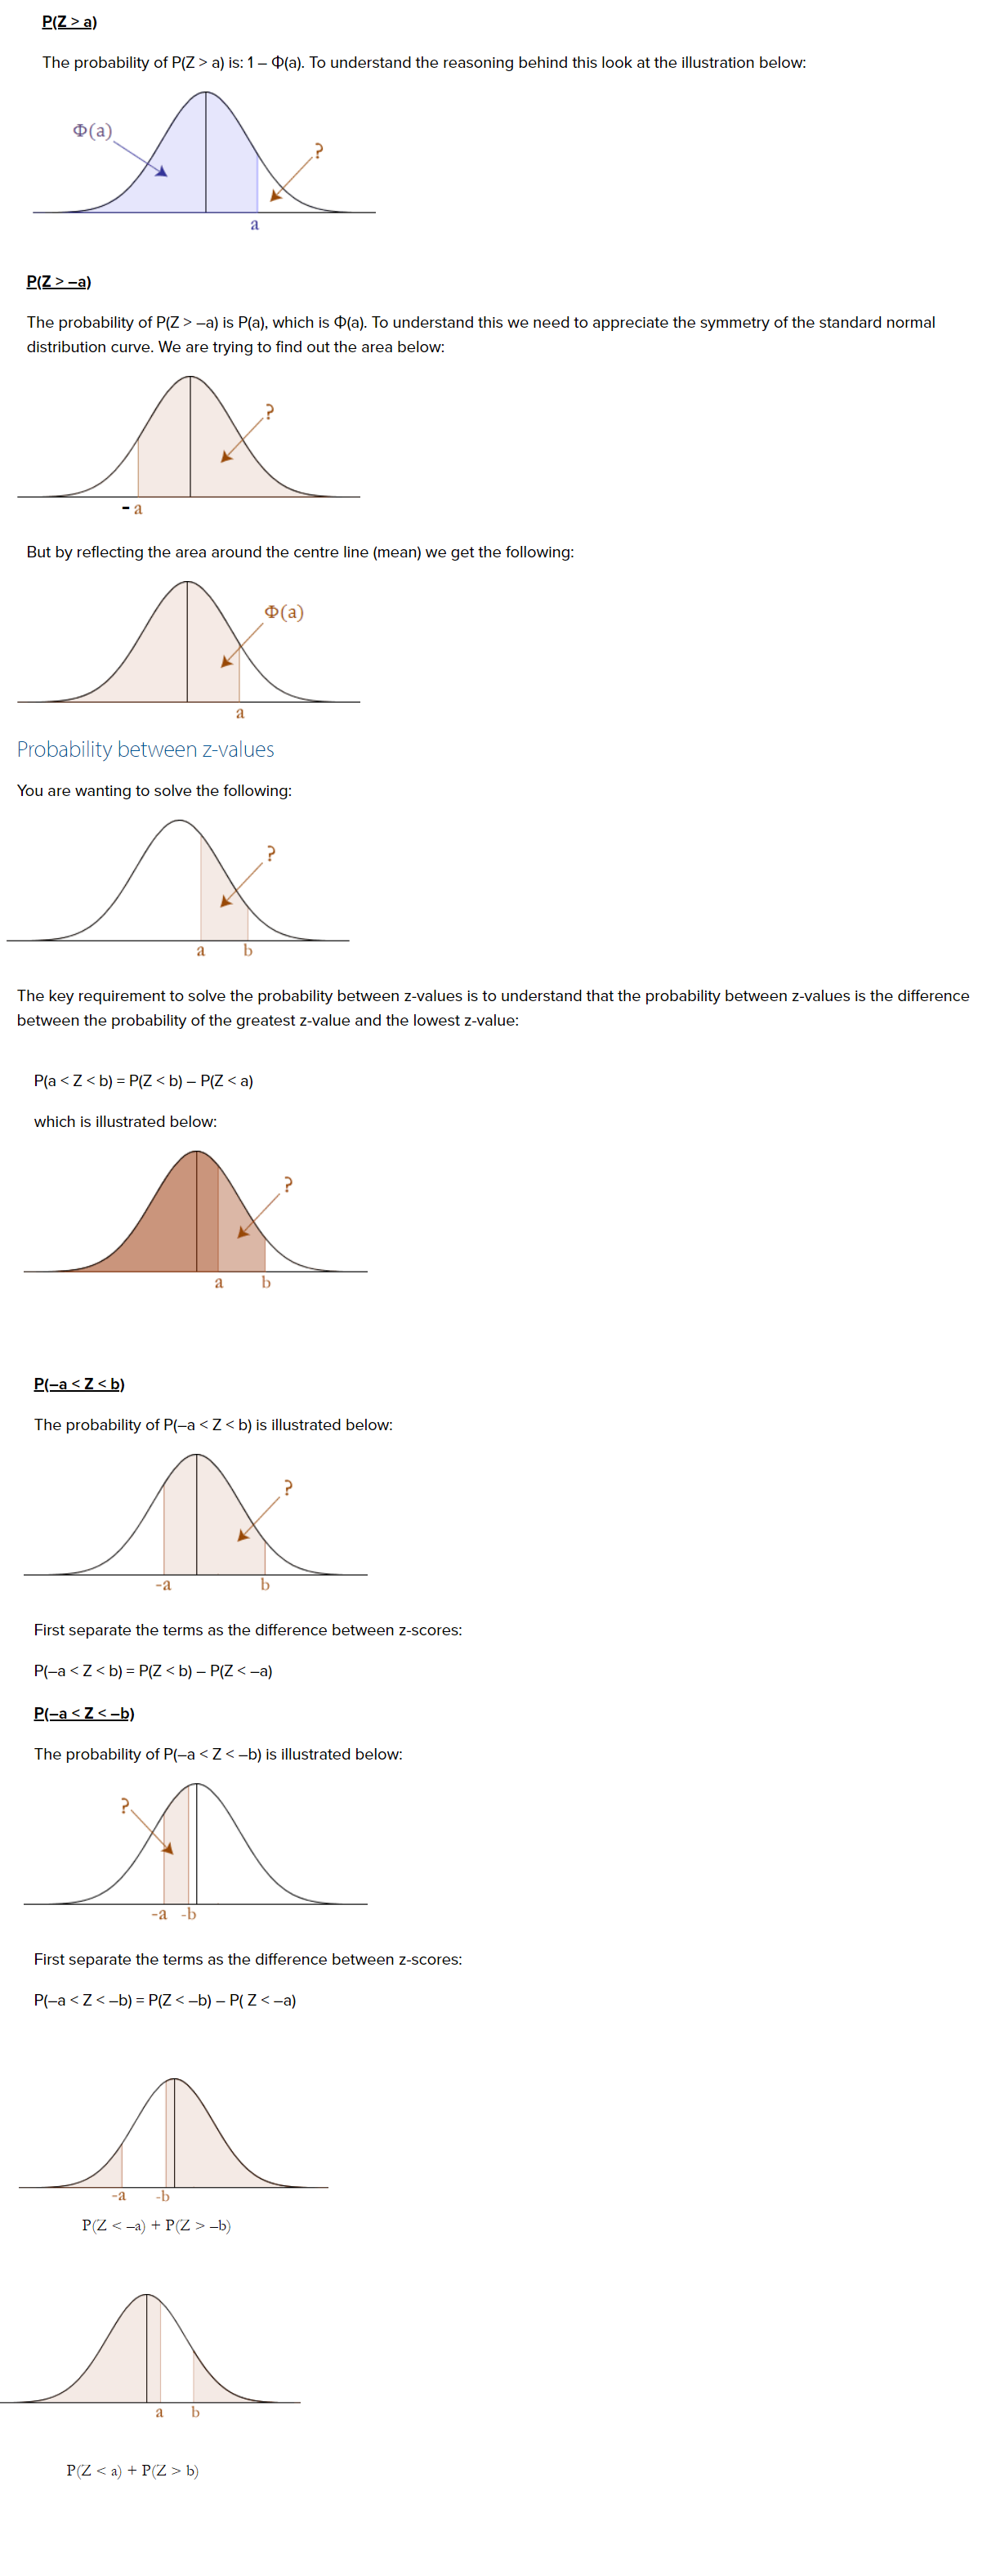 P(Z > a)
The probability of P(Z > a) is: 1 – Φ(a). To understand the reasoning behind this look at the illustration below:
Φ(a)
?
a
P(Z > –a)
The probability of P(Z > –a) is P(a), which is Φ(a). To understand this we need to appreciate the symmetry of the standard normal
distribution curve. We are trying to find out the area below:
?
- a
But by reflecting the area around the centre line (mean) we get the following:
Φ(a)
a
Probability between z-values
You are wanting to solve the following:
?
a b
The key requirement to solve the probability between z-values is to understand that the probability between z-values is the difference
between the probability of the greatest z-value and the lowest z-value:
P(a < Z < b) = P(Z < b) – P(Z < a)
which is illustrated below:
?
a b
P(–a < Z < b)
The probability of P(–a < Z < b) is illustrated below:
?
-a b
First separate the terms as the difference between z-scores:
P(–a < Z < b) = P(Z < b) – P(Z < –a)
P(–a < Z < –b)
The probability of P(–a < Z < –b) is illustrated below:
?
-a -b
First separate the terms as the difference between z-scores:
P(–a < Z < –b) = P(Z < –b) – P( Z < –a)
-a -b
P(Z < –a) + P(Z > –b)
a b
P(Z < a) + P(Z > b)